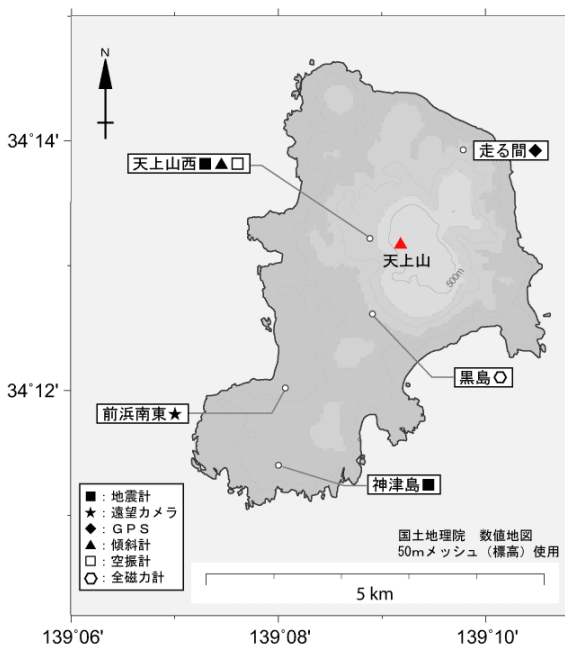 N
34°14'
走る間◆
天上山西■▲□
天上山
500m
黒島⬡
34°12'
前浜南東★
神津島■
■：地震計
★：遠望カメラ
◆：ＧＰＳ
▲：傾斜計
□：空振計
⬡：全磁力計
国土地理院　数値地図
50mメッシュ（標高）使用
5 km
139°06'
139°08'
139°10'